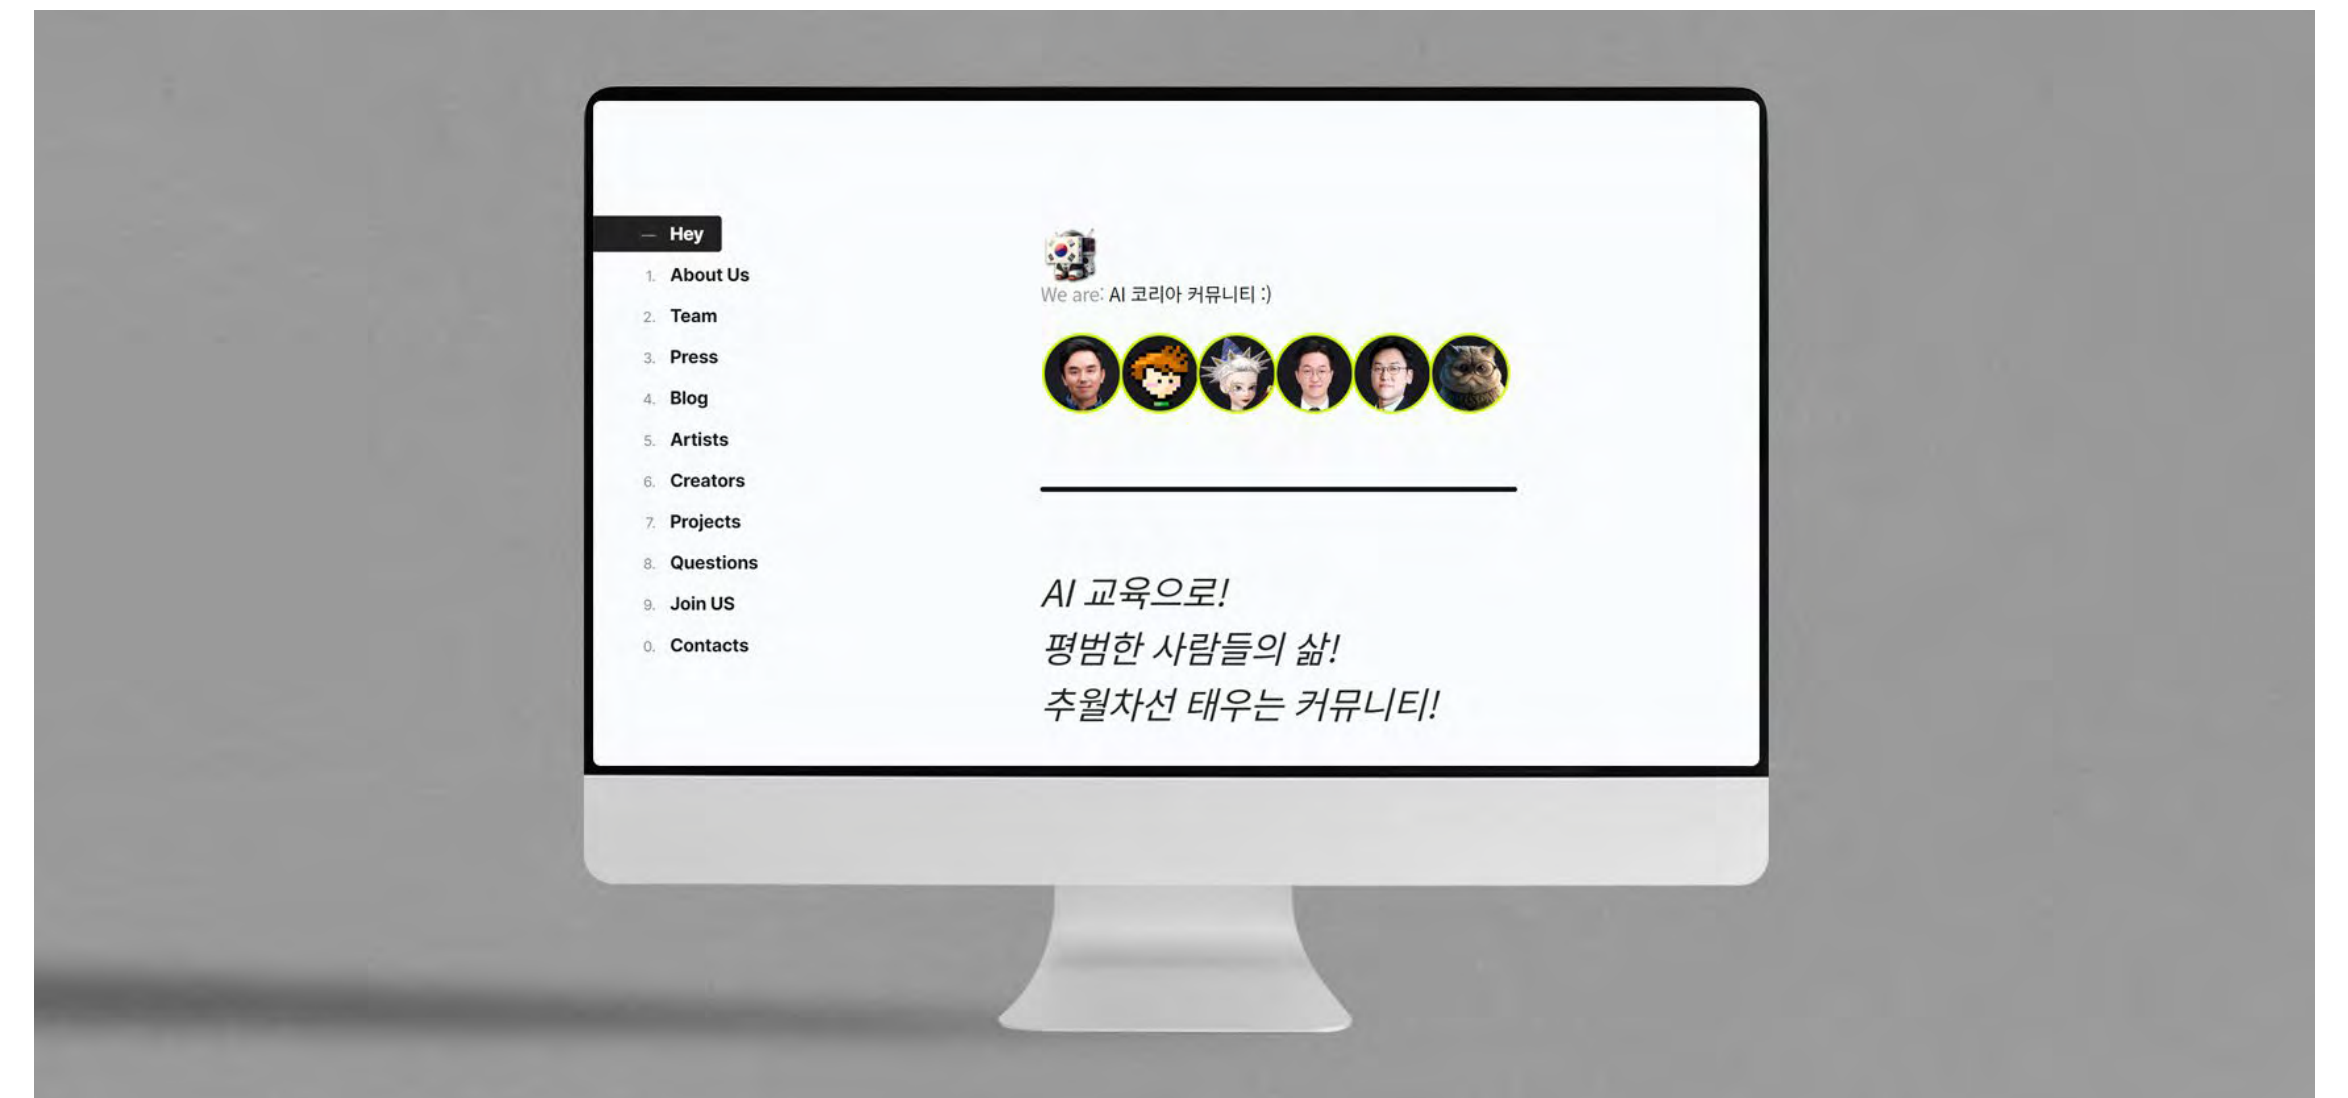 — Hey
1. About Us
2. Team
3. Press
4. Blog
5. Artists
6. Creators
7. Projects
8. Questions
9. Join US
0. Contacts
We are: AI 코리아 커뮤니티 :)
AI 교육으로!
평범한 사람들의 삶!
추월차선 태우는 커뮤니티!